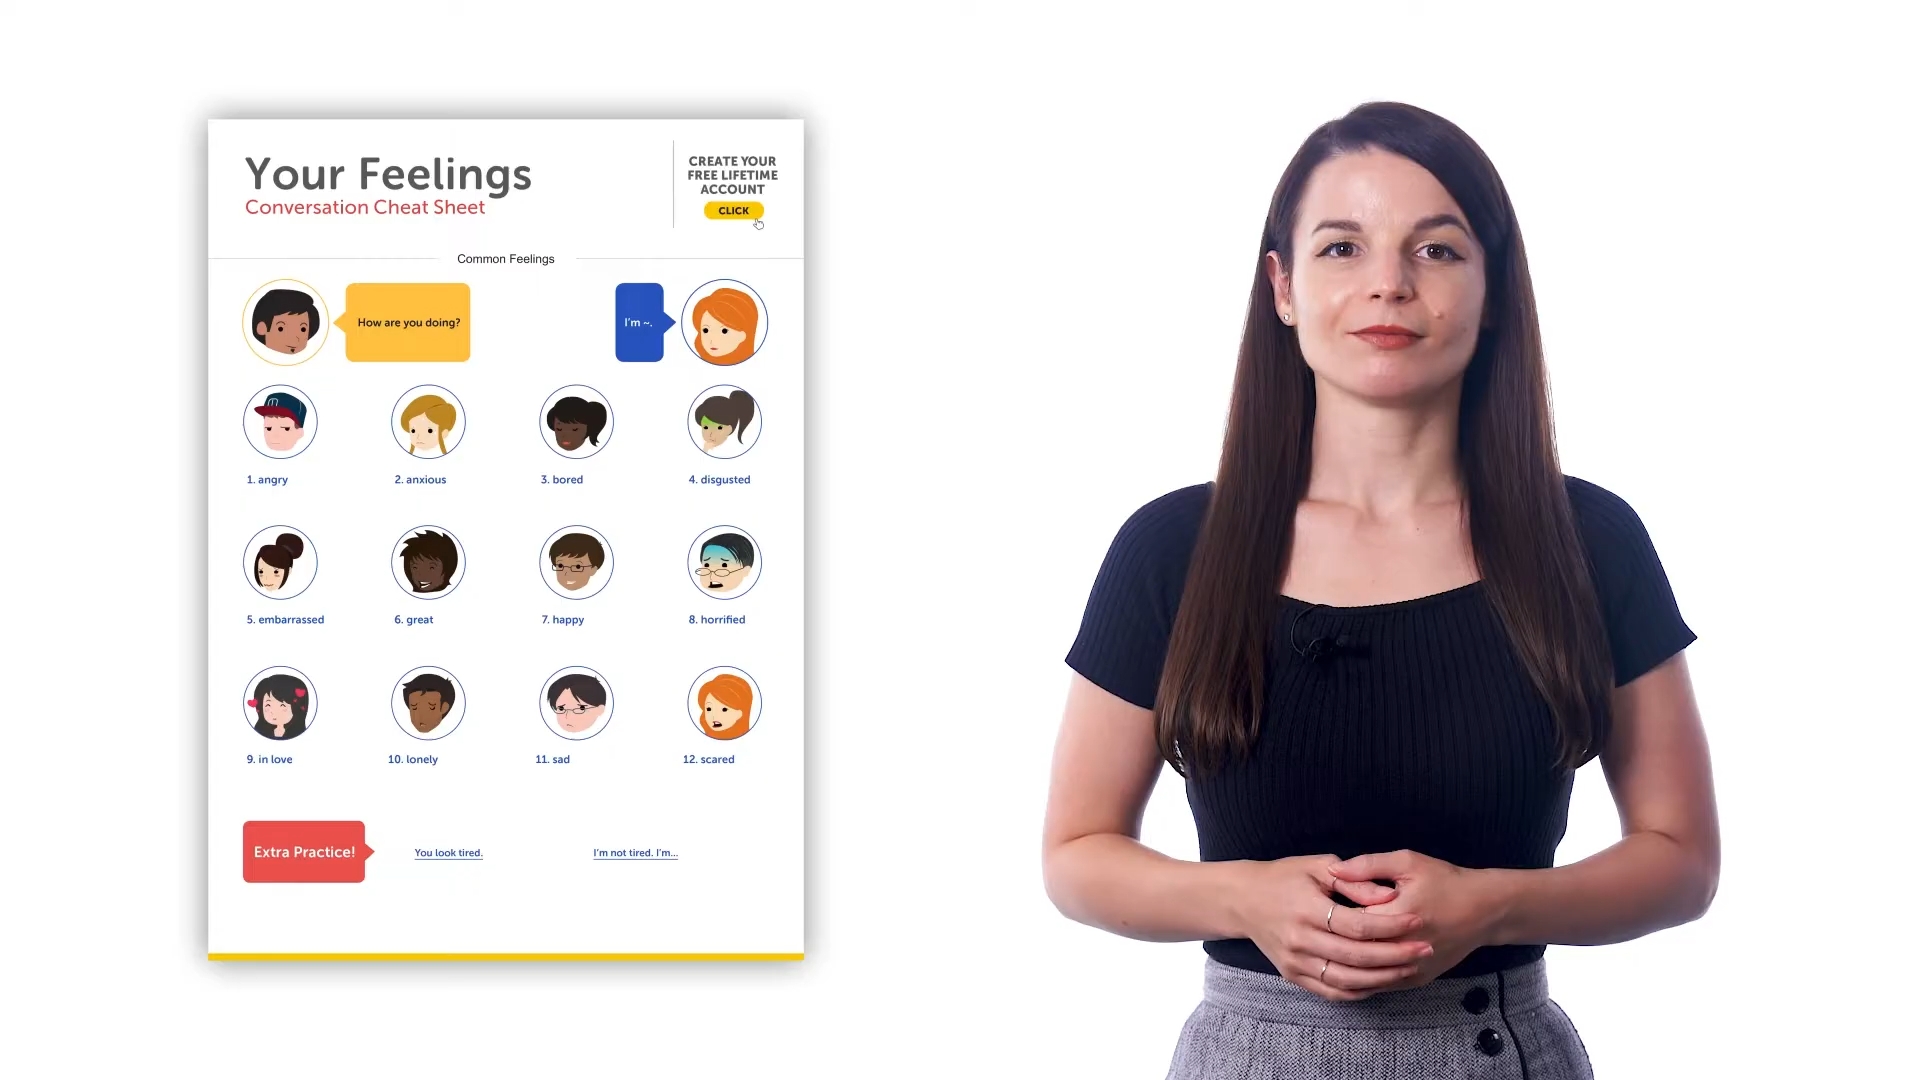 Your Feelings
Conversation Cheat Sheet
CREATE YOUR
FREE LIFETIME
ACCOUNT
CLICK
Common Feelings
How are you doing?
I'm ~.
1. angry
2. anxious
3. bored
4. disgusted
5. embarrassed
6. great
7. happy
8. horrified
9. in love
10. lonely
11. sad
12. scared
Extra Practice!
You look tired.
I'm not tired. I'm...